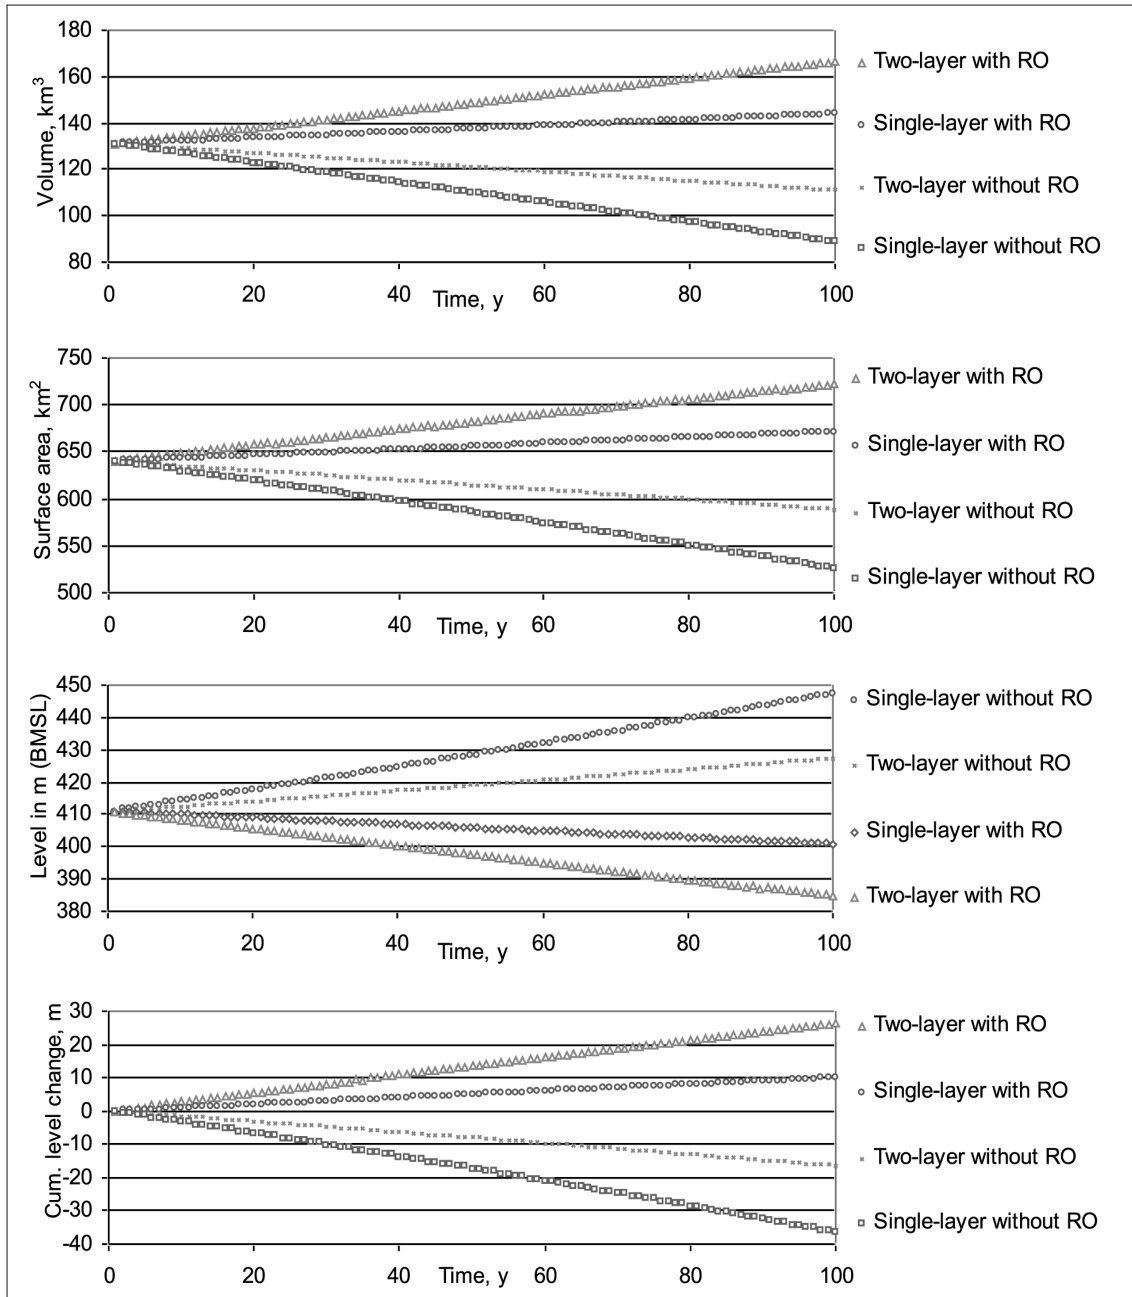 Volume, km³
180
160
140
120
100
80
0 20 40 60 80 100
Time, y
Two-layer with RO
Single-layer with RO
Two-layer without RO
Single-layer without RO
Surface area, km²
750
700
650
600
550
500
0 20 40 60 80 100
Time, y
Two-layer with RO
Single-layer with RO
Two-layer without RO
Single-layer without RO
Level in m (BMSL)
450
440
430
420
410
400
390
380
0 20 40 60 80 100
Time, y
Single-layer without RO
Two-layer without RO
Single-layer with RO
Two-layer with RO
Cum. level change, m
30
20
10
0
-10
-20
-30
-40
0 20 40 60 80 100
Time, y
Two-layer with RO
Single-layer with RO
Two-layer without RO
Single-layer without RO